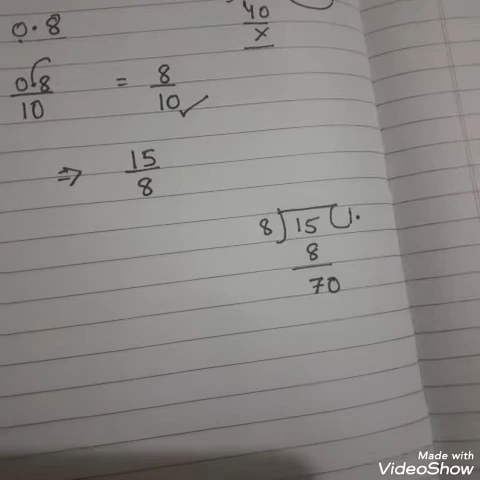 0.8
40
×
0.8 = 8
10 10 ✓
⇒ 15
8
8 ) 15 ( 1.
8
70
Made with
VideoShow